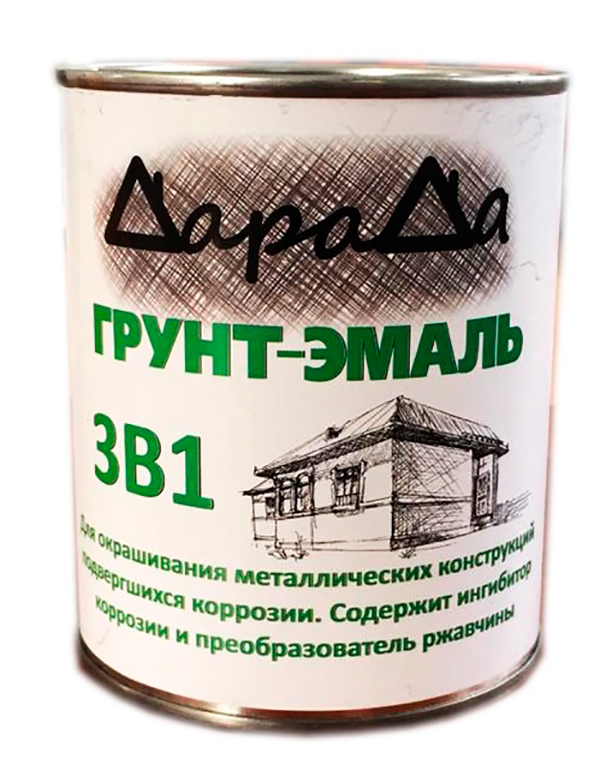 ДараДа
ГРУНТ-ЭМАЛЬ
3В1
Для окрашивания металлических конструкций
подвергшихся коррозии. Содержит ингибитор
коррозии и преобразователь ржавчины